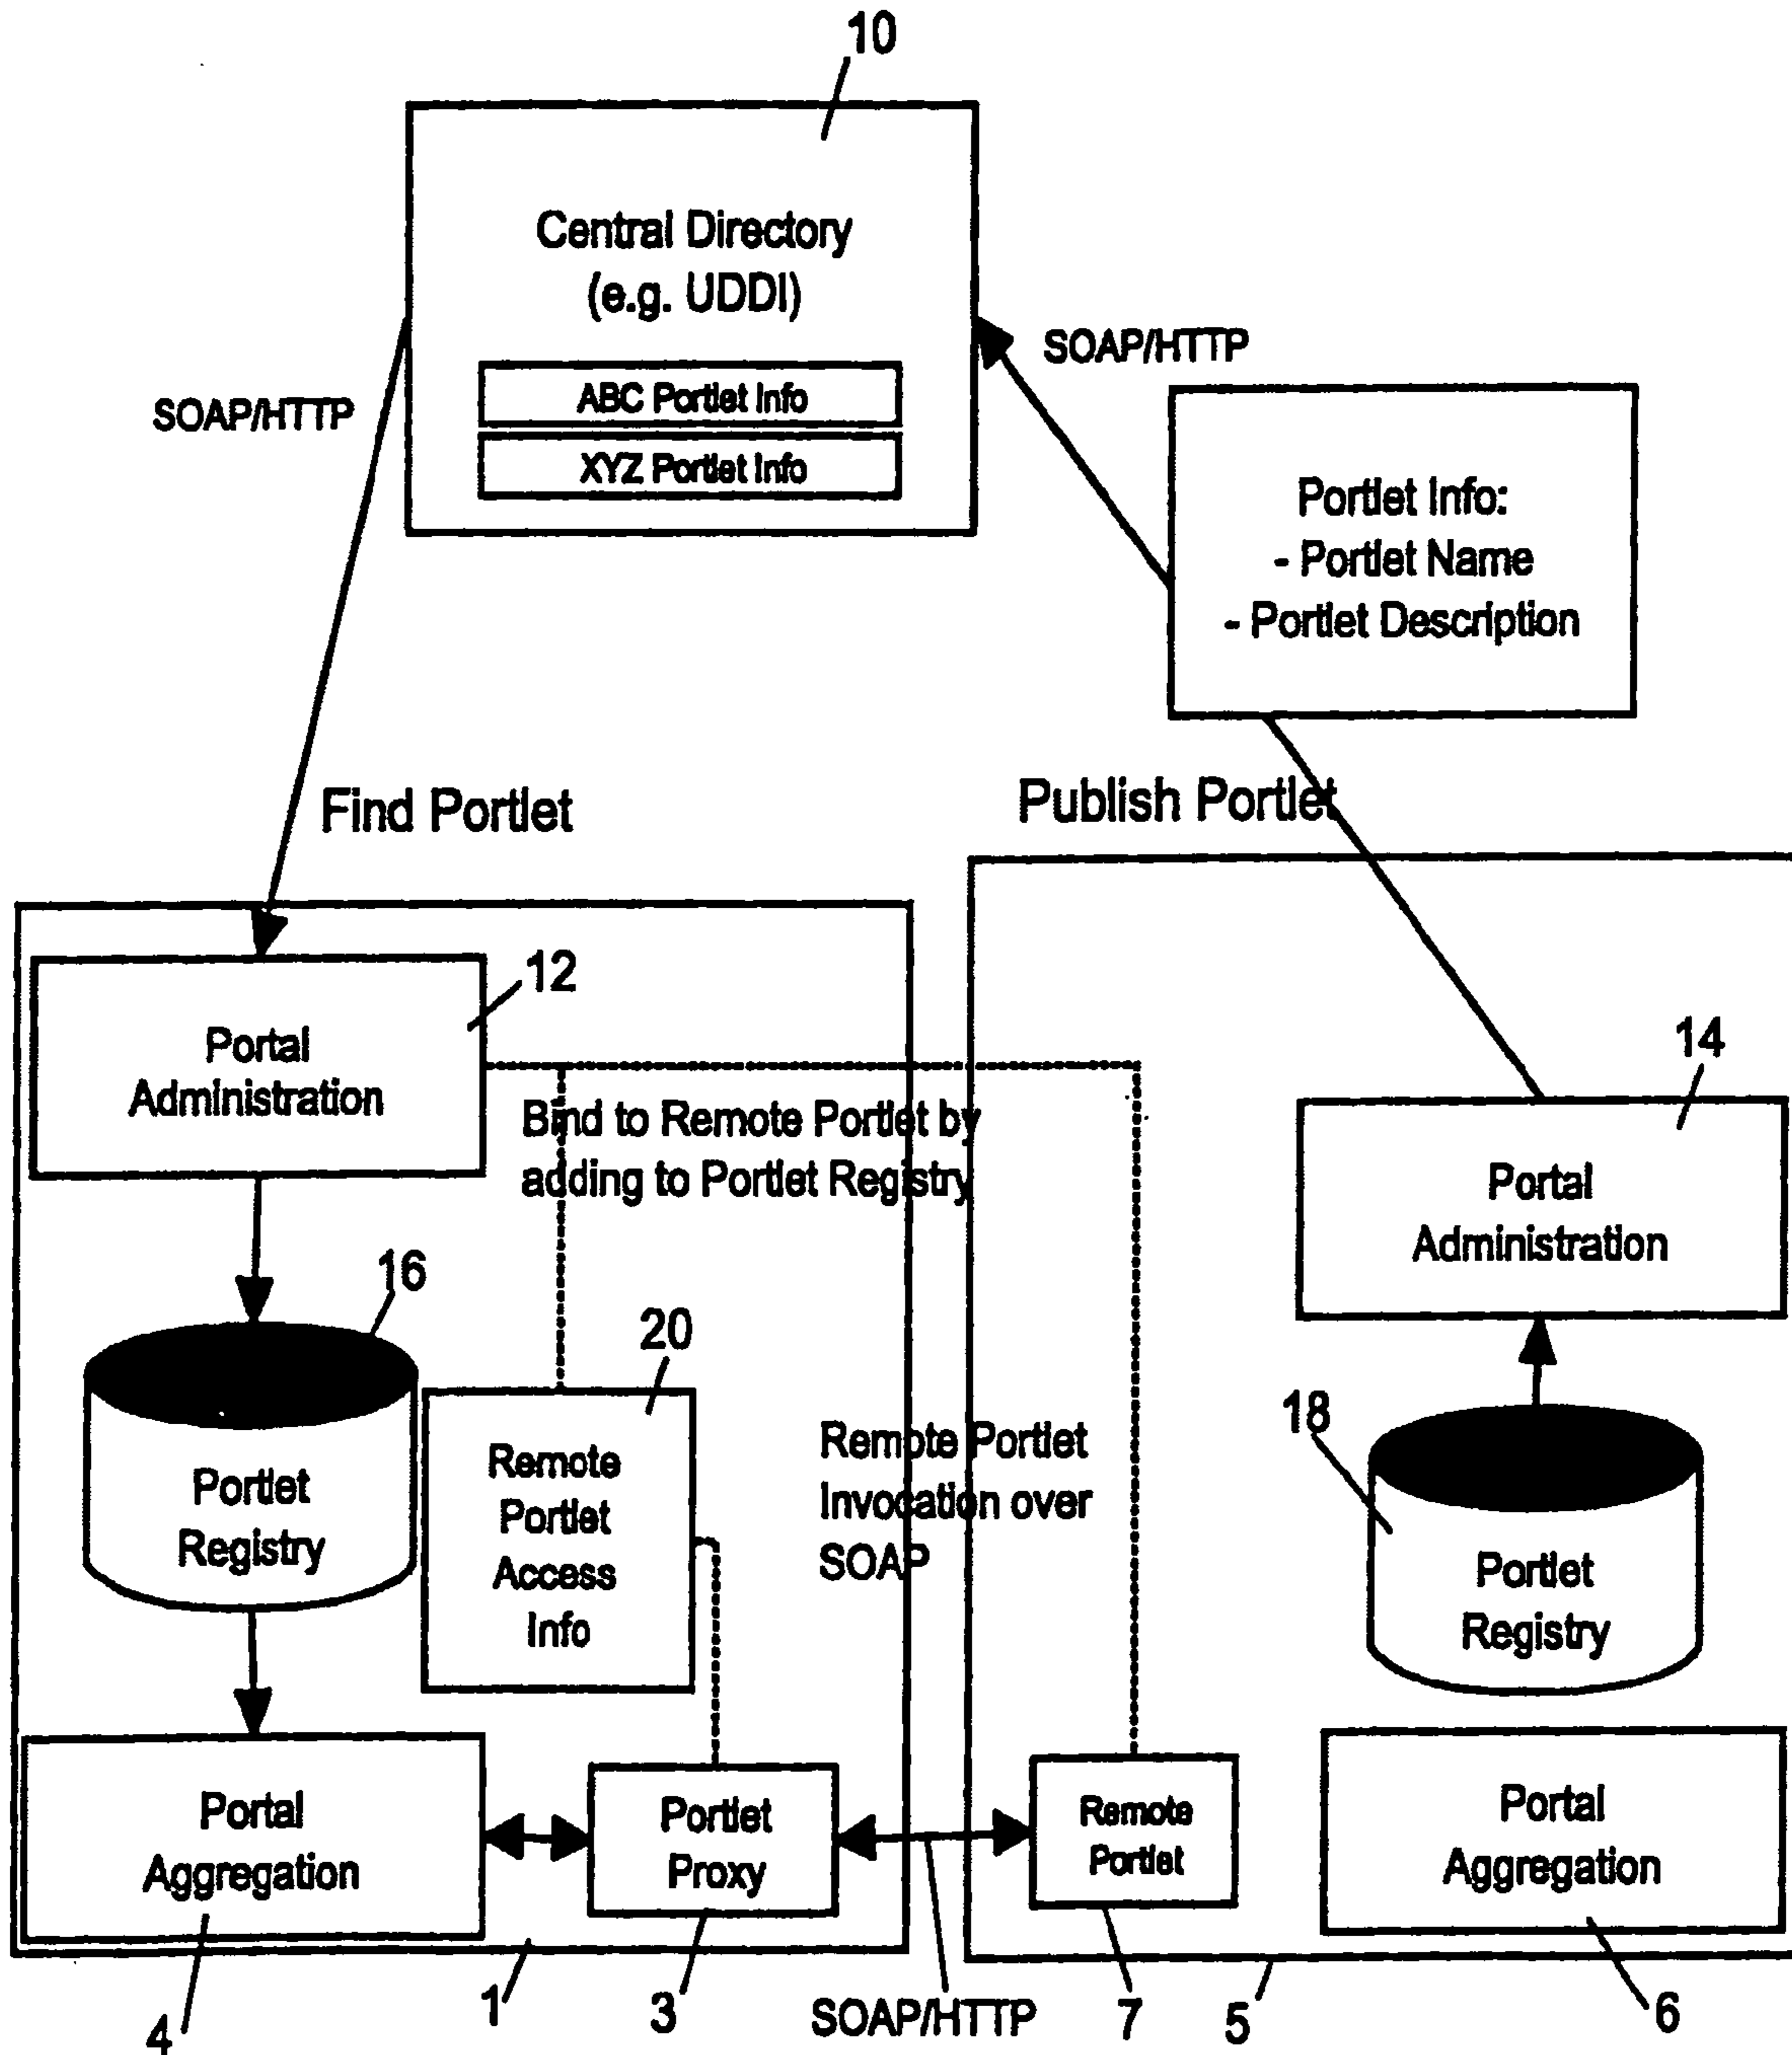 10
Central Directory
(e.g. UDDI)
ABC Portlet Info
XYZ Portlet Info
SOAP/HTTP
SOAP/HTTP
Portlet Info:
- Portlet Name
- Portlet Description
Find Portlet
Publish Portlet
12
Portal
Administration
14
Portal
Administration
Bind to Remote Portlet by
adding to Portlet Registry
16
Portlet
Registry
20
Remote
Portlet
Access
Info
Remote Portlet
Invocation over
SOAP
18
Portlet
Registry
Portal
Aggregation
Portlet
Proxy
Remote
Portlet
Portal
Aggregation
4
1
3
SOAP/HTTP
7
5
6